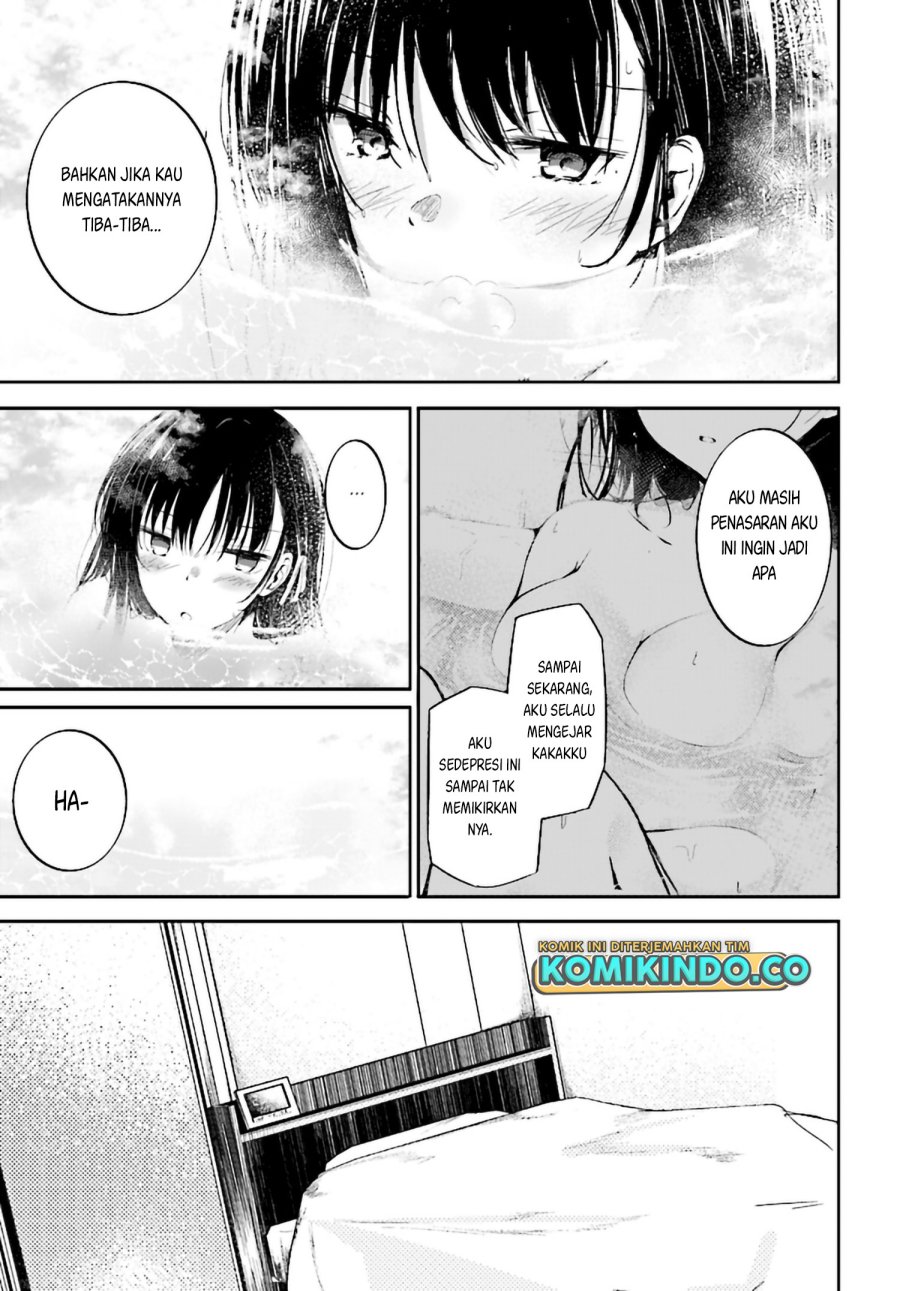 BAHKAN JIKA KAU
MENGATAKANNYA
TIBA-TIBA...
AKU MASIH
PENASARAN AKU
INI INGIN JADI
APA
SAMPAI
SEKARANG,
AKU SELALU
MENGEJAR
KAKAKKU
AKU
SEDEPRESI INI
SAMPAI TAK
MEMIKIRKAN
NYA.
...
HA-
KOMIK INI DITERJEMAHKAN TIM
KOMIKINDO.CO